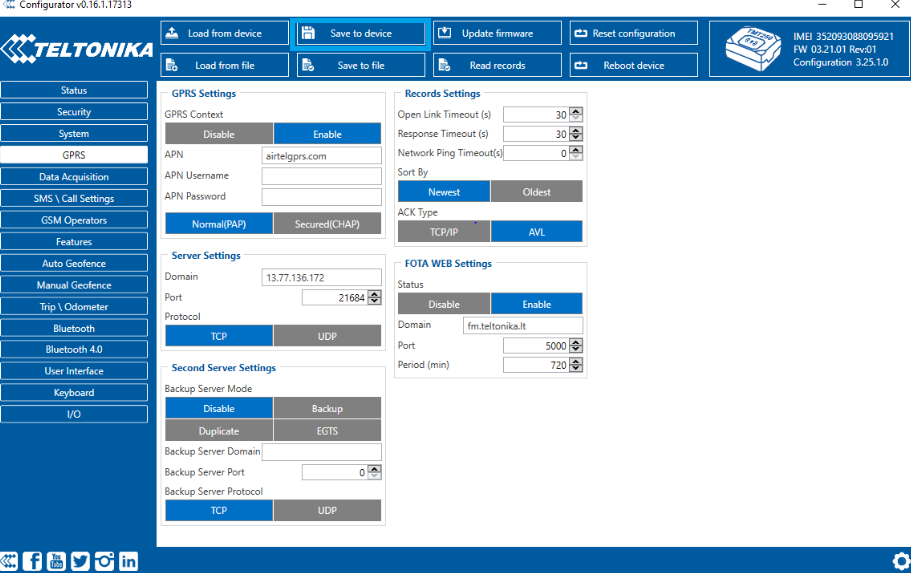 Configurator v0.16.1.17313
TELTONIKA
Load from device
Save to device
Update firmware
Reset configuration
Load from file
Save to file
Read records
Reboot device
TMT250
IMEI 352093088095921
FW 03.21.01 Rev:01
Configuration 3.25.1.0
Status
Security
System
GPRS
Data Acquisition
SMS \ Call Settings
GSM Operators
Features
Auto Geofence
Manual Geofence
Trip \ Odometer
Bluetooth
Bluetooth 4.0
User Interface
Keyboard
I/O
GPRS Settings
GPRS Context
Disable Enable
APN airtelgprs.com
APN Username
APN Password
Normal(PAP) Secured(CHAP)
Server Settings
Domain 13.77.136.172
Port 21684
Protocol
TCP UDP
Second Server Settings
Backup Server Mode
Disable Backup
Duplicate EGTS
Backup Server Domain
Backup Server Port 0
Backup Server Protocol
TCP UDP
Records Settings
Open Link Timeout (s) 30
Response Timeout (s) 30
Network Ping Timeout(s) 0
Sort By
Newest Oldest
ACK Type
TCP/IP AVL
FOTA WEB Settings
Status
Disable Enable
Domain fm.teltonika.lt
Port 5000
Period (min) 720
You
Tube